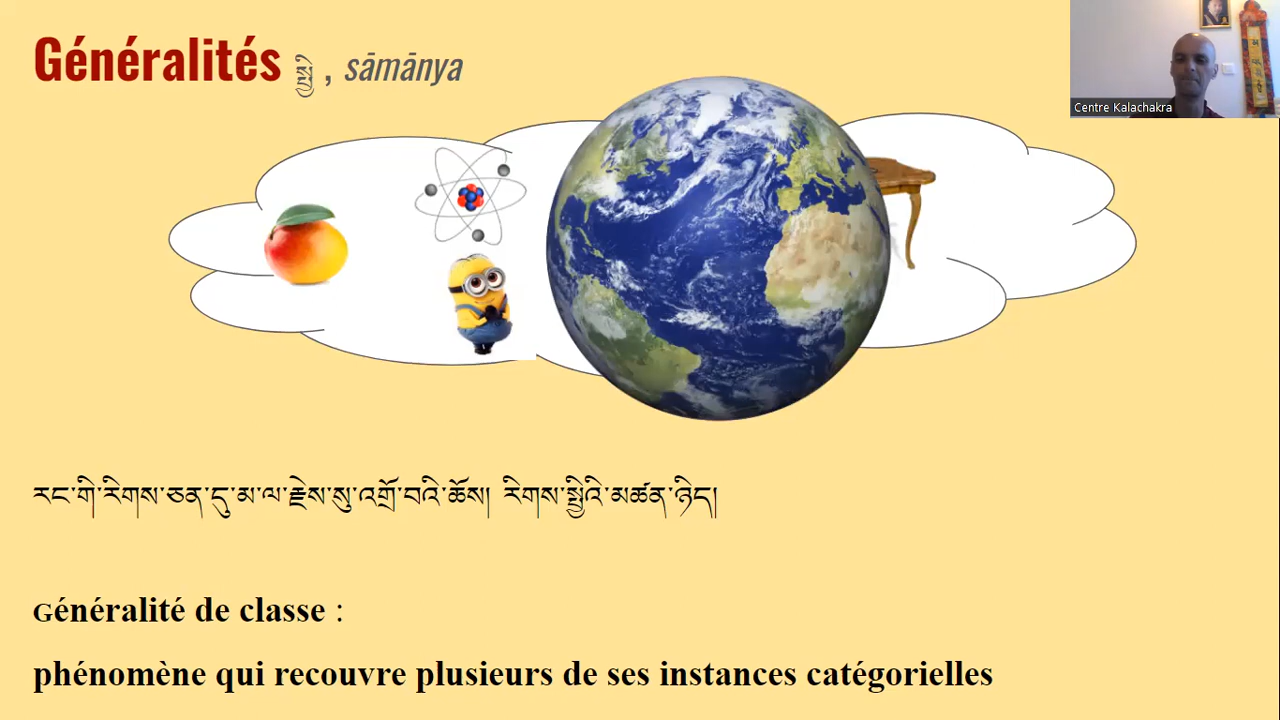 Généralités སྤྱི , sāmānya
Centre Kalachakra
རང་གི་རིགས་ཅན་དུ་མ་ལ་རྗེས་སུ་འགྲོ་བའི་ཆོས། རིགས་སྤྱིའི་མཚན་ཉིད།
Généralité de classe :
phénomène qui recouvre plusieurs de ses instances catégorielles